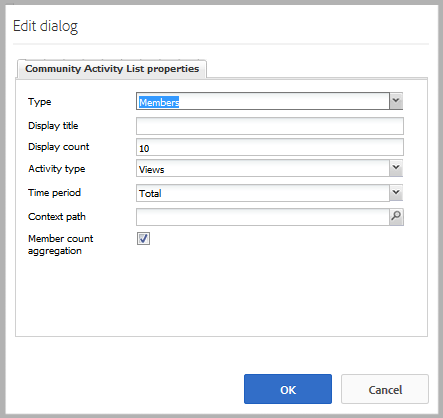 Edit dialog
Community Activity List properties
Type Members
Display title
Display count 10
Activity type Views
Time period Total
Context path
Member count
aggregation
OK Cancel